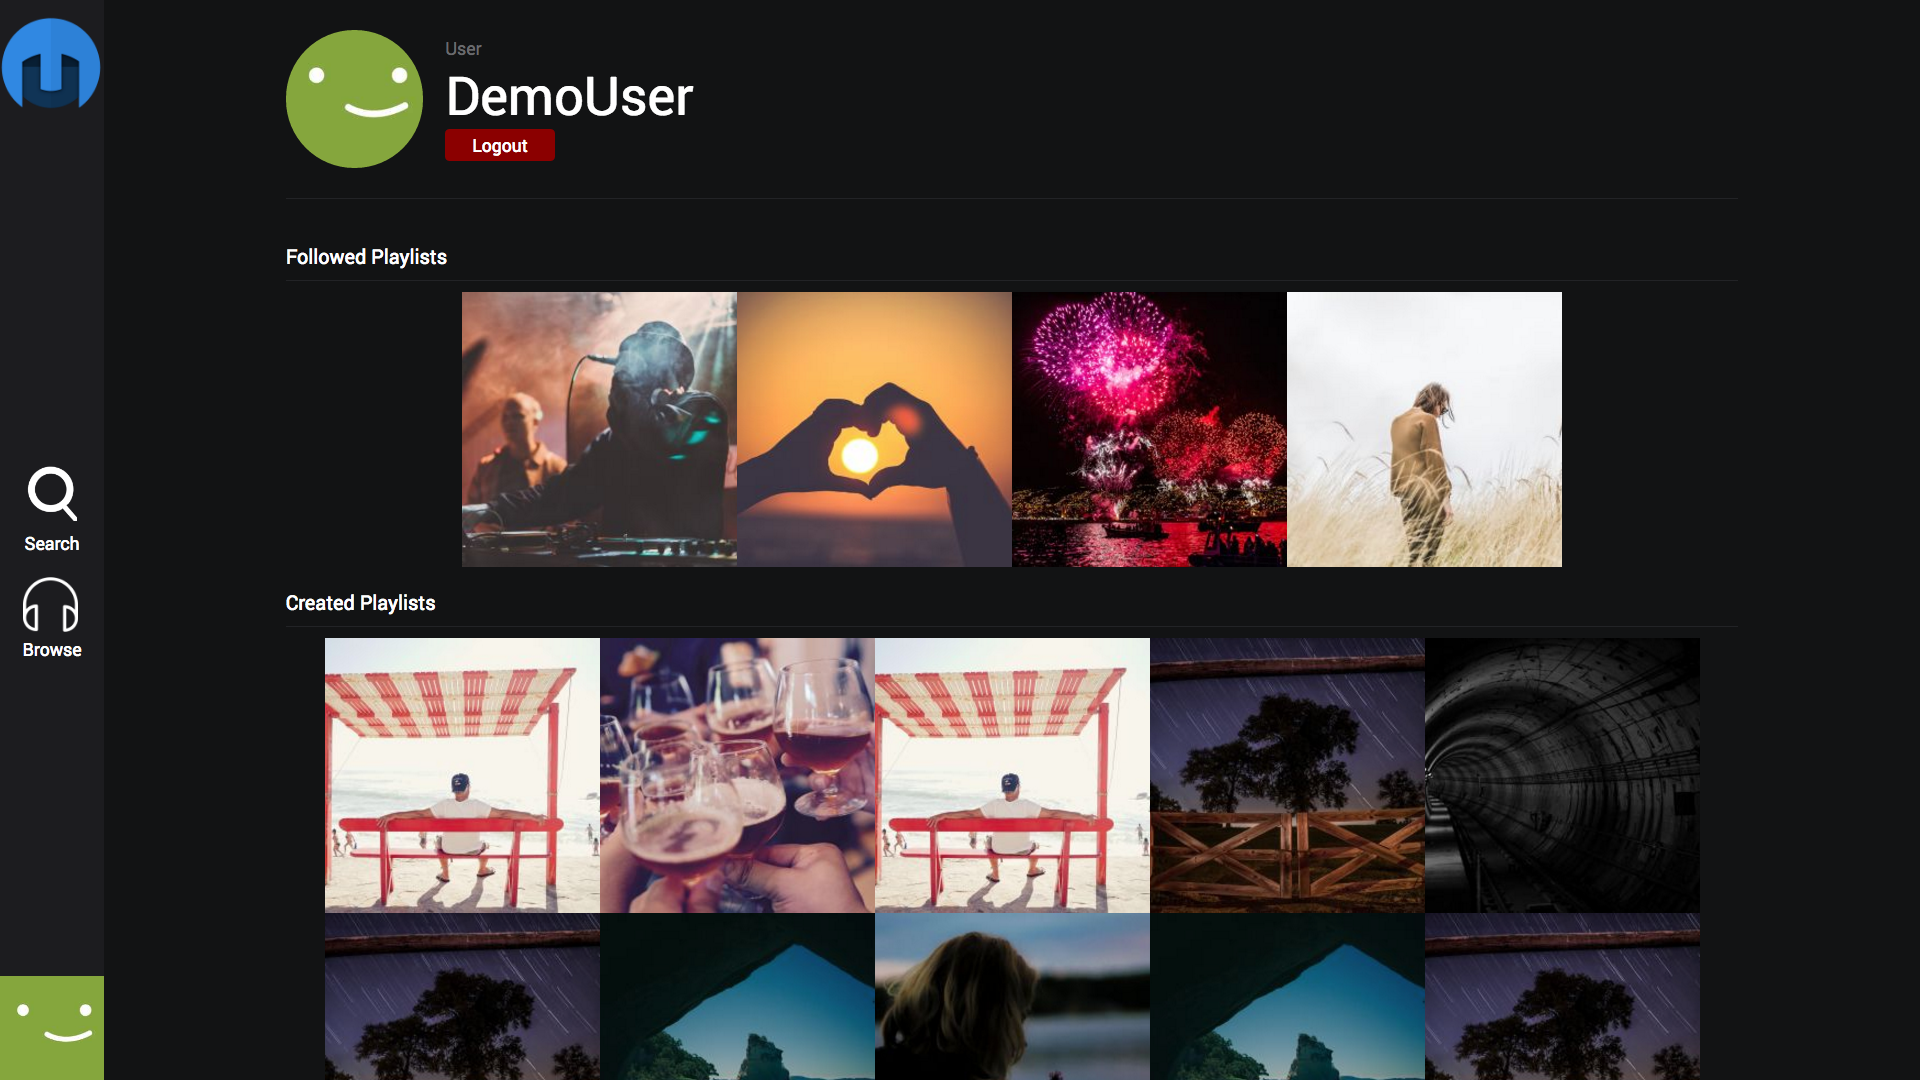 User
DemoUser
Logout
Followed Playlists
Search
Created Playlists
Browse